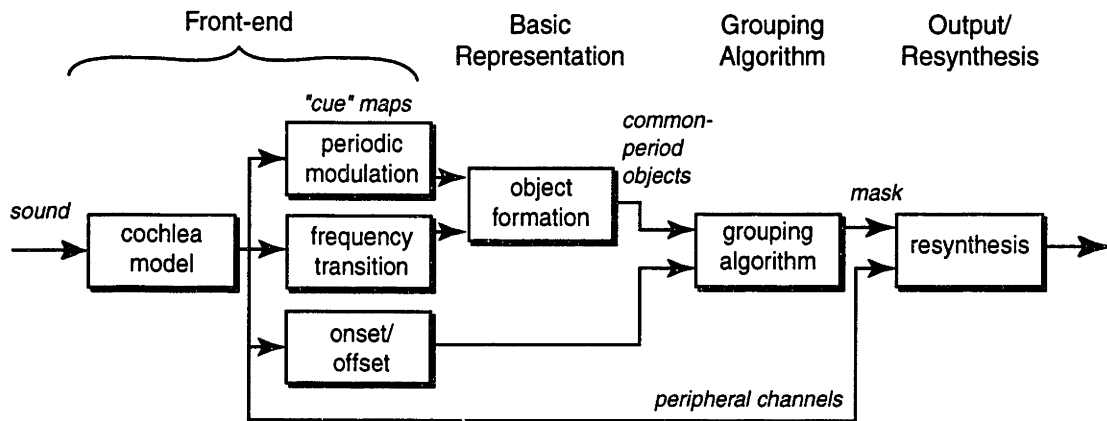 Front-end
Basic
Representation
Grouping
Algorithm
Output/
Resynthesis
"cue" maps
periodic
modulation
common-
period
objects
object
formation
sound
cochlea
model
frequency
transition
mask
grouping
algorithm
resynthesis
onset/
offset
peripheral channels